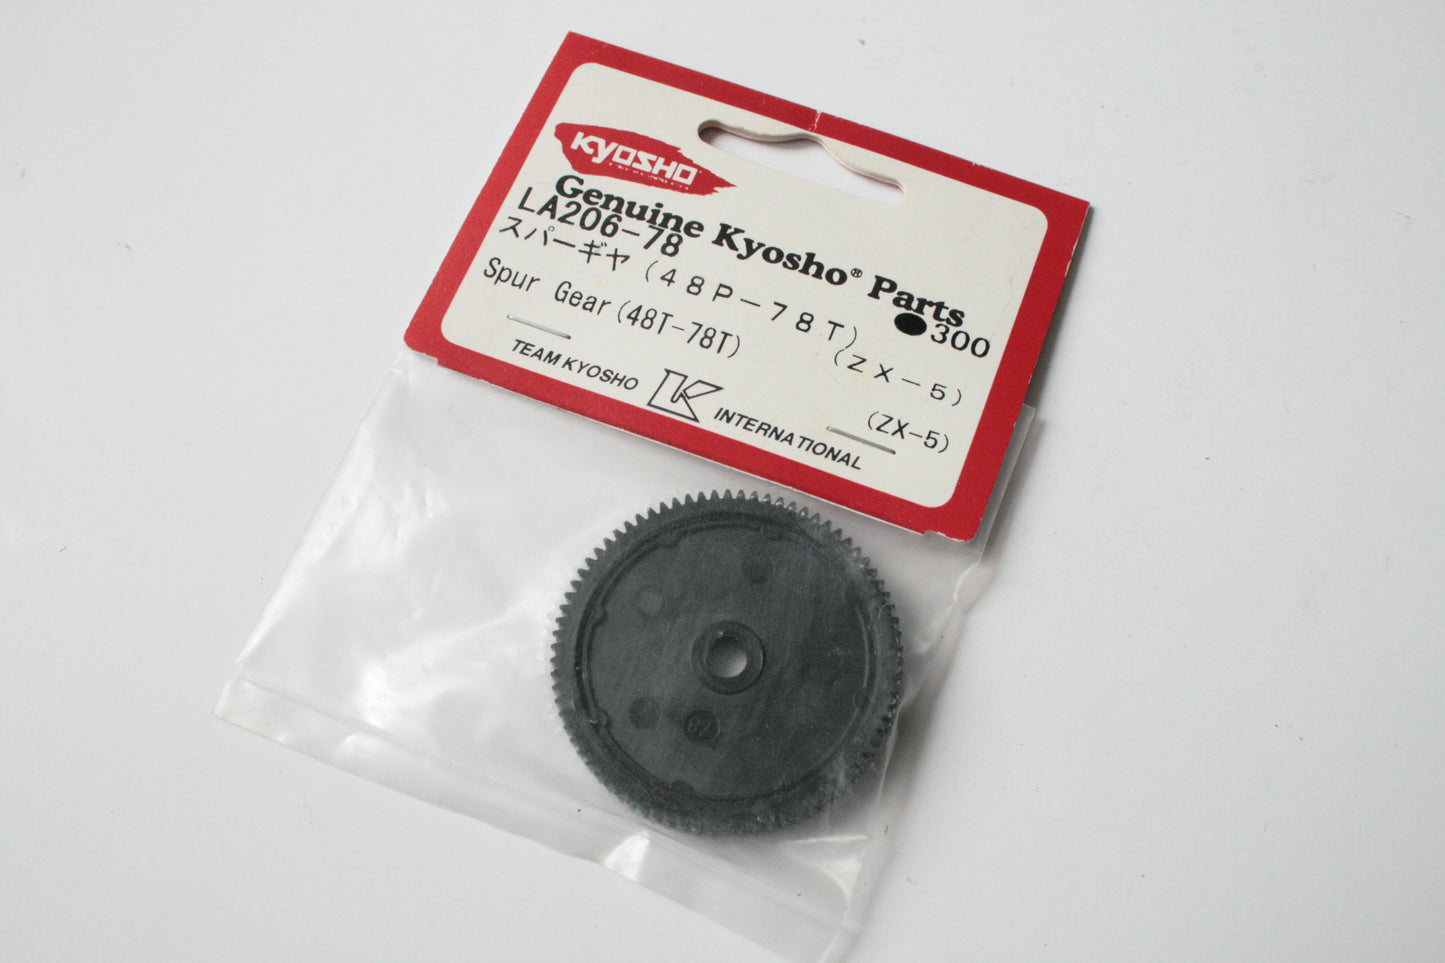 KYOSHO
Genuine Kyosho® Parts
LA206-78
スパーギヤ (48P-78T)
●300
(ZX-5)
Spur Gear(48T-78T)
(ZX-5)
TEAM KYOSHO K INTERNATIONAL
78